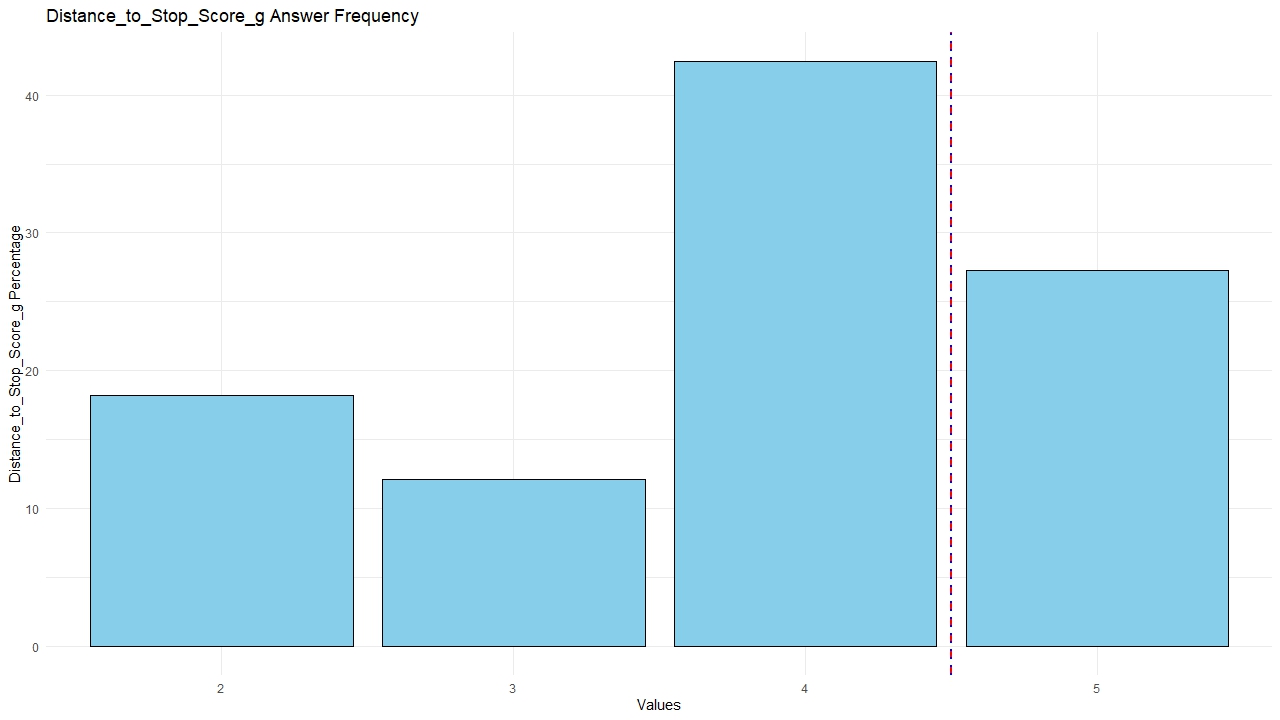 Distance_to_Stop_Score_g Answer Frequency
Distance_to_Stop_Score_g Percentage
40
30
20
10
0
2 3 4 5
Values